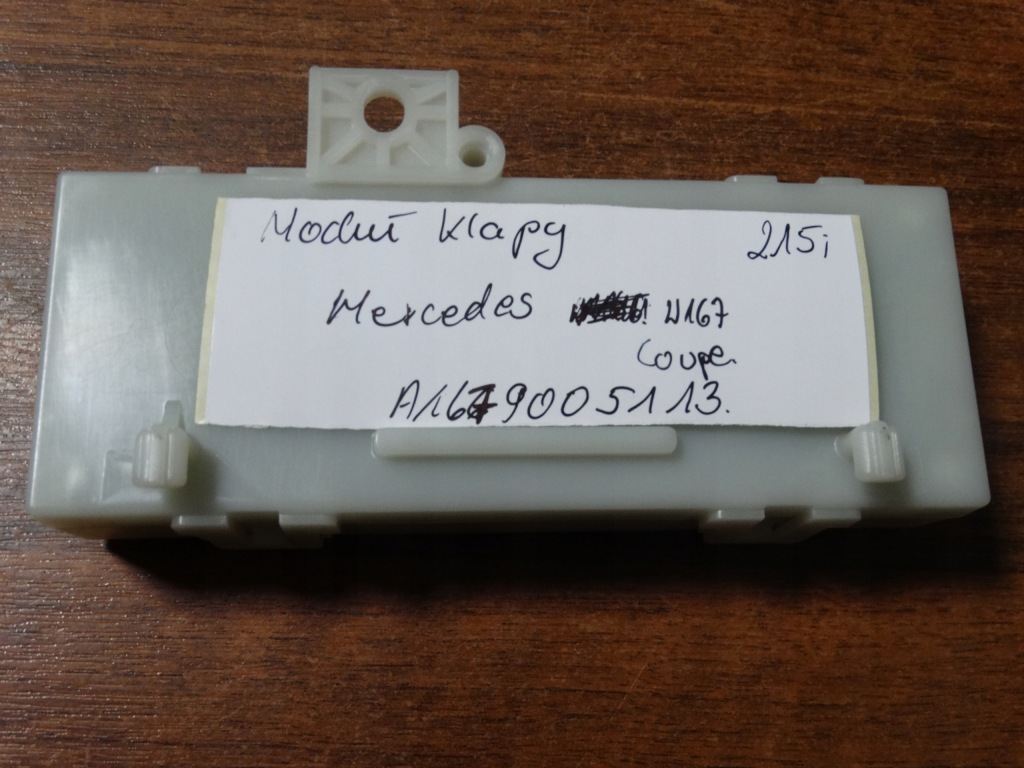 Moduł klapy 215i
Mercedes W167
Coupe
A1679005113.